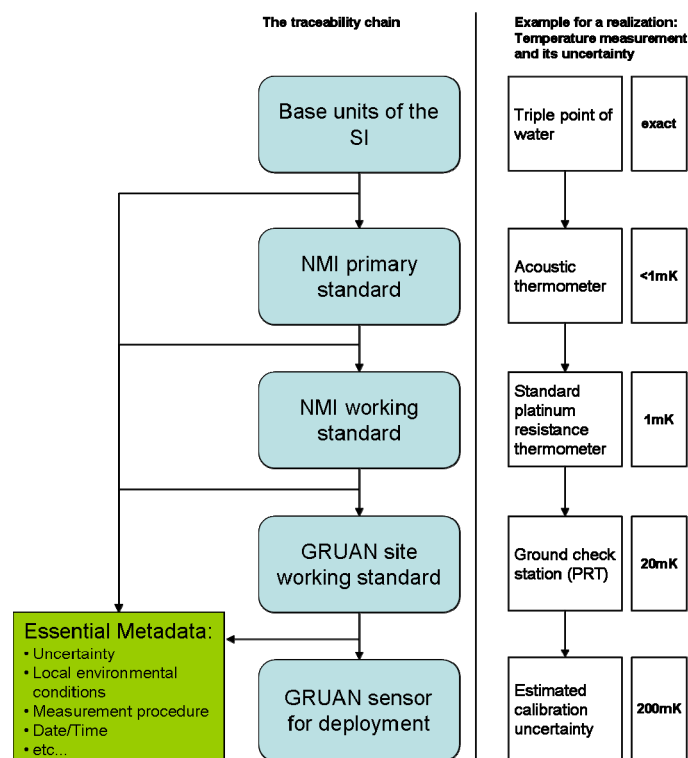 The traceability chain
Example for a realization:
Temperature measurement
and its uncertainty
Base units of the
SI
Triple point of
water
exact
NMI primary
standard
Acoustic
thermometer
<1mK
NMI working
standard
Standard
platinum
resistance
thermometer
1mK
GRUAN site
working standard
Ground check
station (PRT)
20mK
Essential Metadata:
• Uncertainty
• Local environmental
conditions
• Measurement procedure
• Date/Time
• etc...
GRUAN sensor
for deployment
Estimated
calibration
uncertainty
200mK